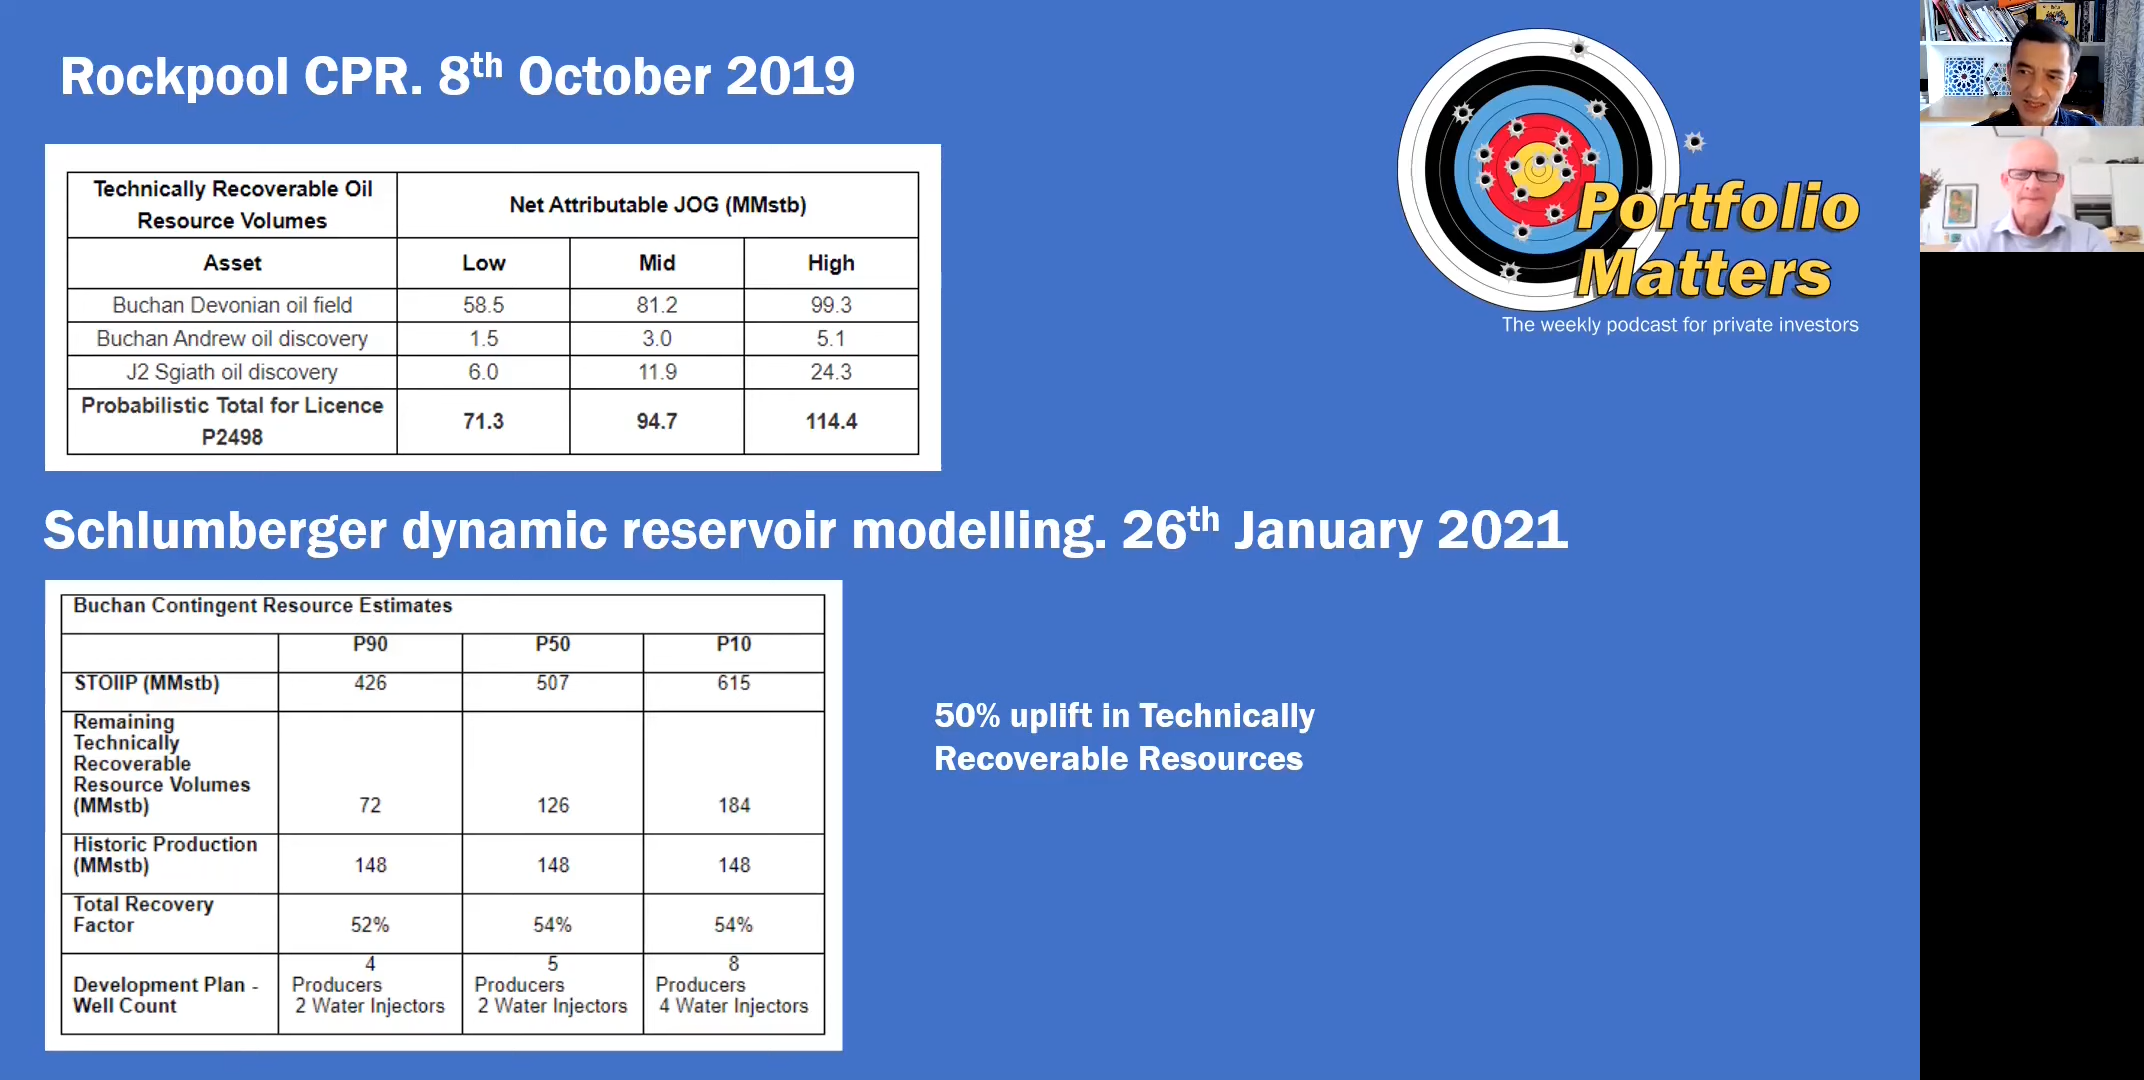 Rockpool CPR. 8th October 2019
Portfolio
Matters
The weekly podcast for private investors
Technically Recoverable Oil
Resource Volumes
Net Attributable JOG (MMstb)
Asset Low Mid High
Buchan Devonian oil field 58.5 81.2 99.3
Buchan Andrew oil discovery 1.5 3.0 5.1
J2 Sgiath oil discovery 6.0 11.9 24.3
Probabilistic Total for Licence
P2498
71.3 94.7 114.4
Schlumberger dynamic reservoir modelling. 26th January 2021
Buchan Contingent Resource Estimates
P90 P50 P10
STOIIP (MMstb) 426 507 615
Remaining
Technically
Recoverable
Resource Volumes
(MMstb) 72 126 184
Historic Production
(MMstb) 148 148 148
Total Recovery
Factor 52% 54% 54%
Development Plan -
Well Count
4
Producers
2 Water Injectors
5
Producers
2 Water Injectors
8
Producers
4 Water Injectors
50% uplift in Technically
Recoverable Resources